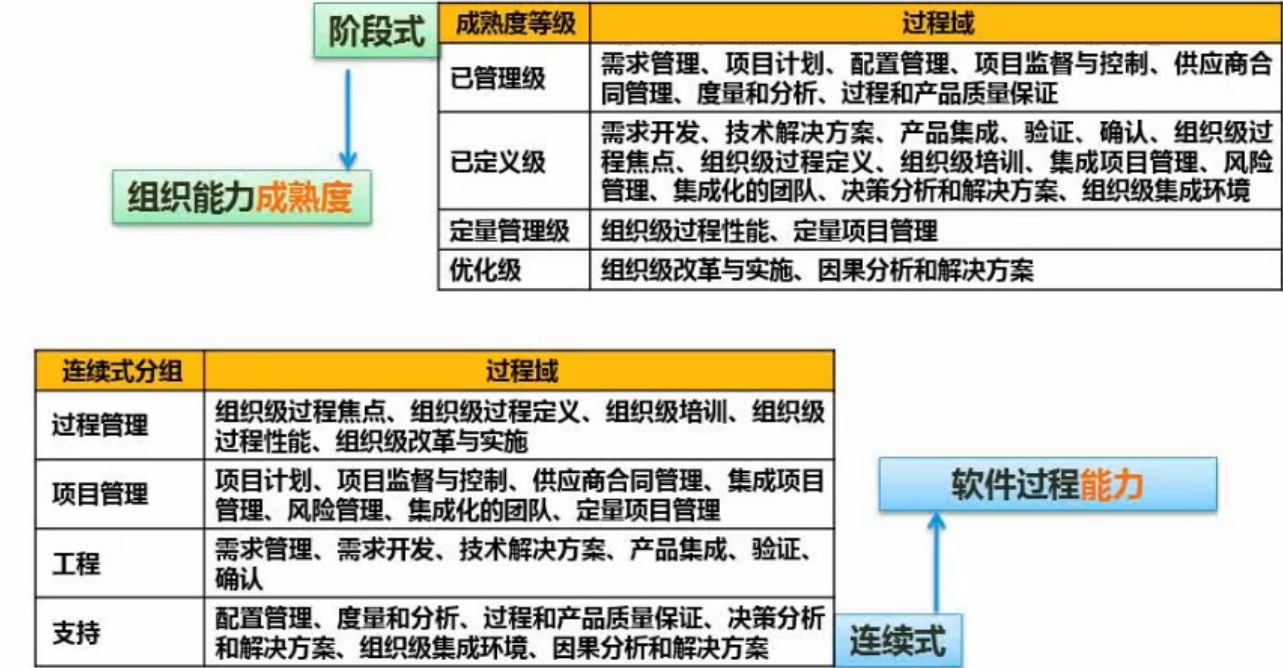 阶段式
组织能力成熟度
成熟度等级 过程域
已管理级 需求管理、项目计划、配置管理、项目监督与控制、供应商合
同管理、度量和分析、过程和产品质量保证
已定义级 需求开发、技术解决方案、产品集成、验证、确认、组织级过
程焦点、组织级过程定义、组织级培训、集成项目管理、风险
管理、集成化的团队、决策分析和解决方案、组织级集成环境
定量管理级 组织级过程性能、定量项目管理
优化级 组织级改革与实施、因果分析和解决方案
连续式分组 过程域
过程管理 组织级过程焦点、组织级过程定义、组织级培训、组织级
过程性能、组织级改革与实施
项目管理 项目计划、项目监督与控制、供应商合同管理、集成项目
管理、风险管理、集成化的团队、定量项目管理
工程 需求管理、需求开发、技术解决方案、产品集成、验证、
确认
支持 配置管理、度量和分析、过程和产品质量保证、决策分析
和解决方案、组织级集成环境、因果分析和解决方案
软件过程能力
连续式